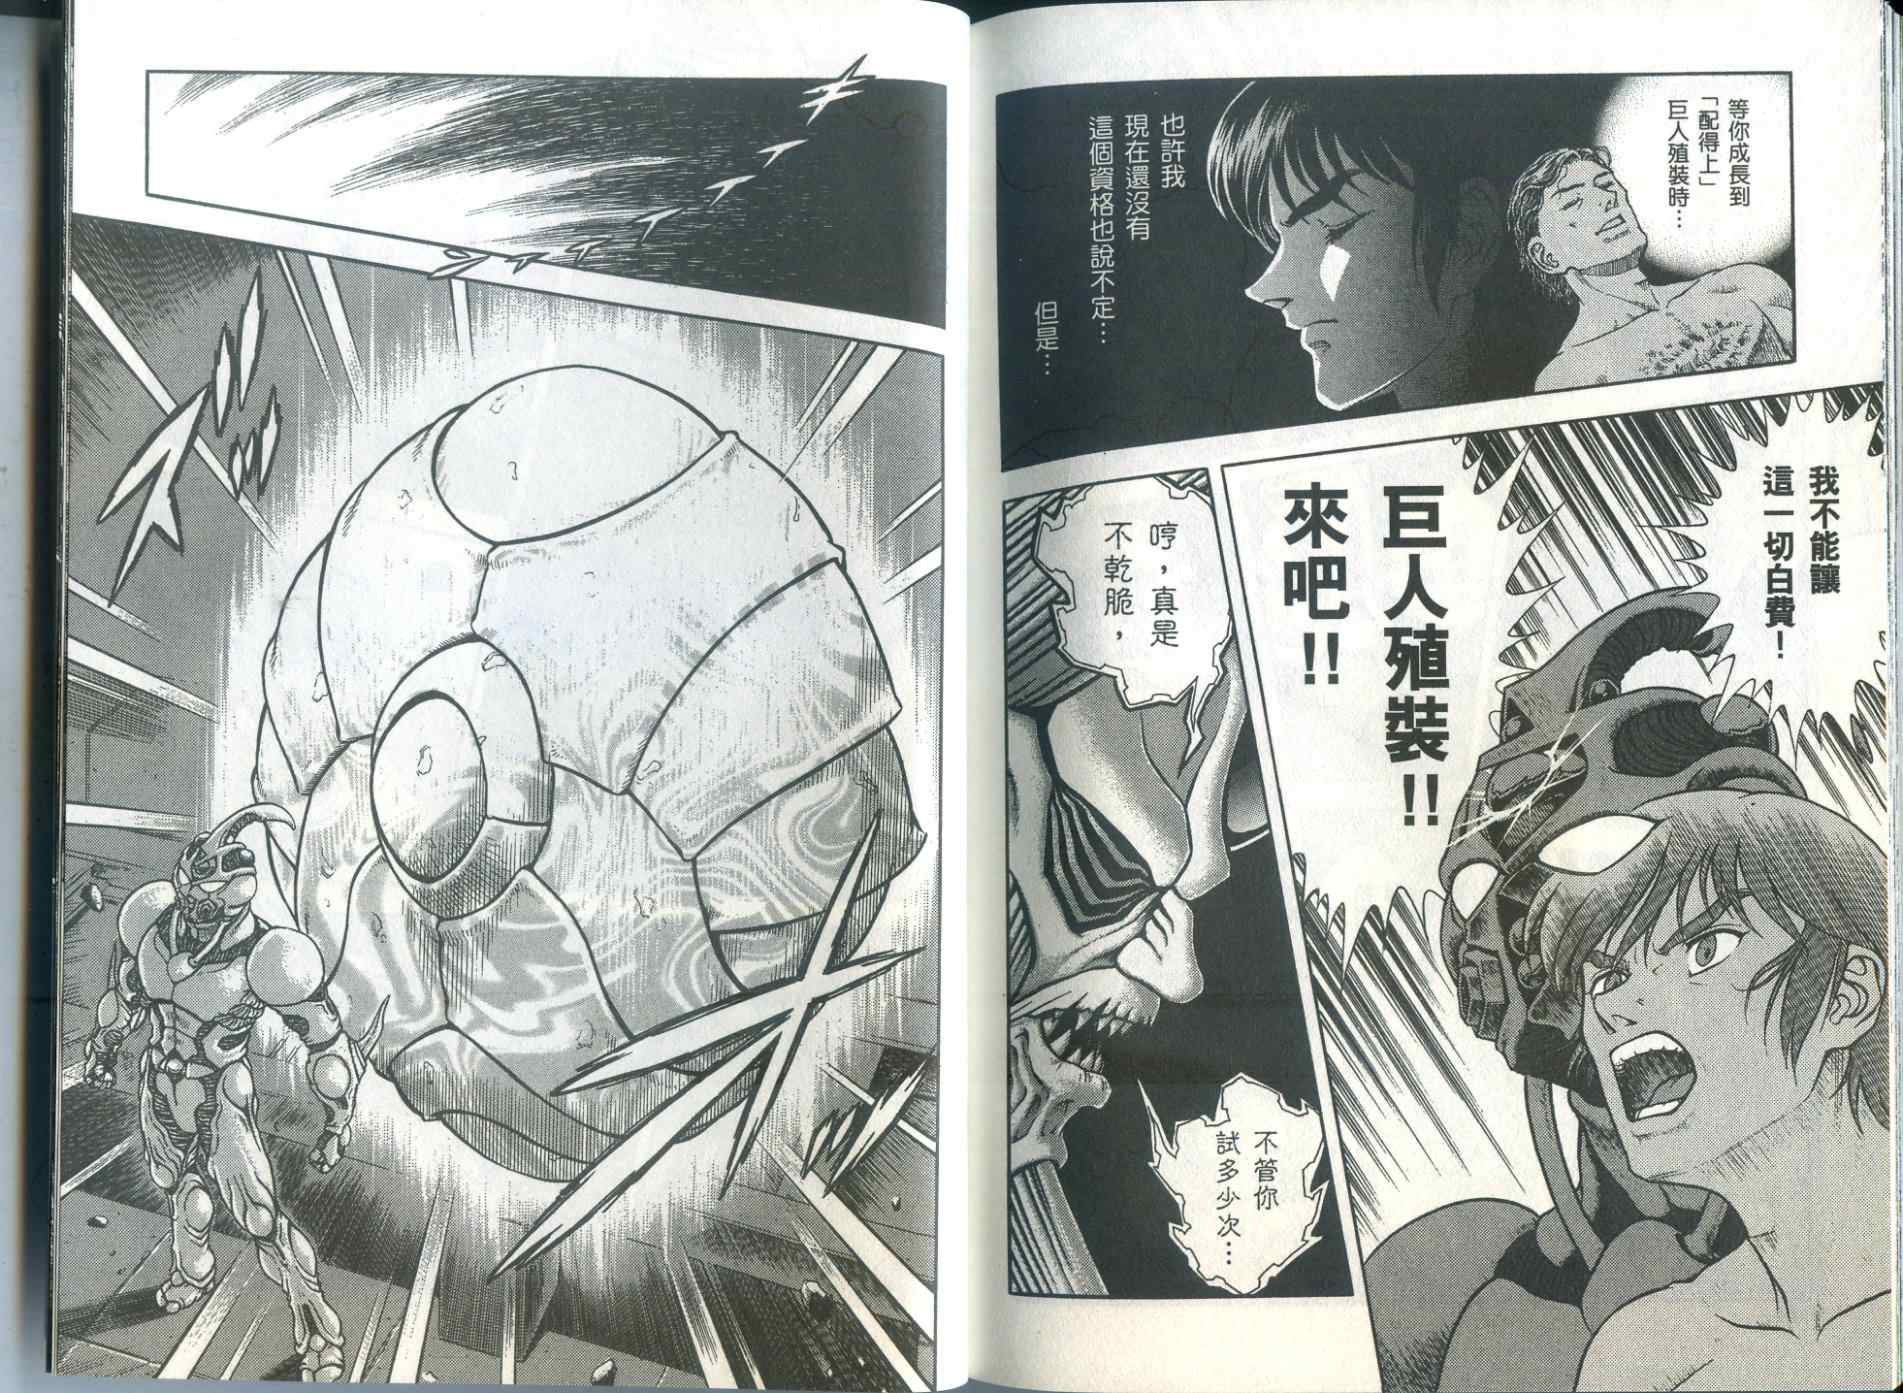 等你成長到
「配得上」
巨人殖裝時…
也許我
現在還沒有
這個資格也說不定…
但是…
我不能讓
這一切白費!
巨人殖裝!!
來吧!!
哼,真是
不乾脆,
不管你
試多少次…